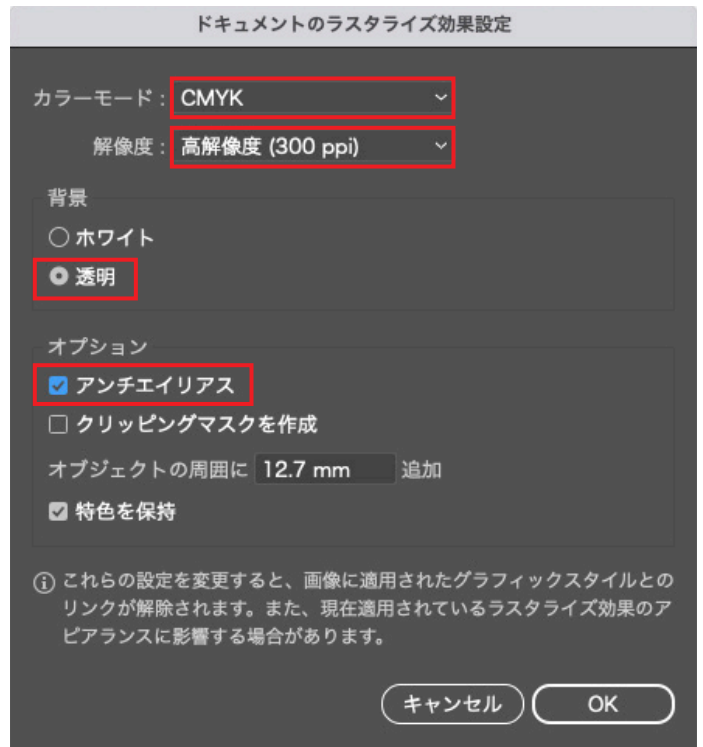 ドキュメントのラスタライズ効果設定
カラーモード : CMYK
解像度 : 高解像度 (300 ppi)
背景
ホワイト
透明
オプション
アンチエイリアス
クリッピングマスクを作成
オブジェクトの周囲に 12.7 mm 追加
特色を保持
これらの設定を変更すると、画像に適用されたグラフィックスタイルとの
リンクが解除されます。また、現在適用されているラスタライズ効果のア
ピアランスに影響する場合があります。
キャンセル OK